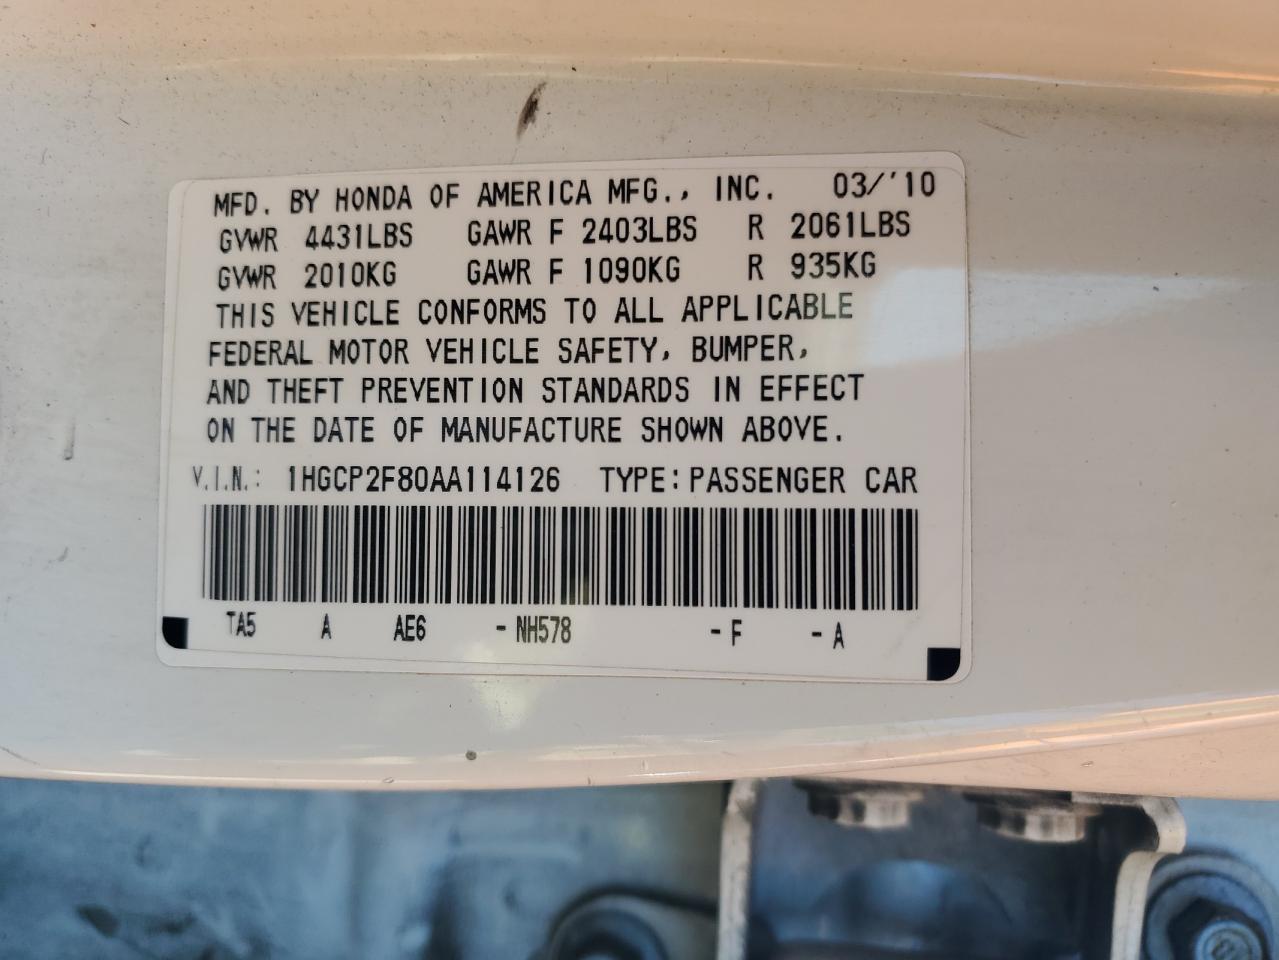 MFD. BY HONDA OF AMERICA MFG., INC. 03/'10
GVWR 4431LBS GAWR F 2403LBS R 2061LBS
GVWR 2010KG GAWR F 1090KG R 935KG
THIS VEHICLE CONFORMS TO ALL APPLICABLE
FEDERAL MOTOR VEHICLE SAFETY, BUMPER,
AND THEFT PREVENTION STANDARDS IN EFFECT
ON THE DATE OF MANUFACTURE SHOWN ABOVE.
V.I.N.: 1HGCP2F80AA114126 TYPE: PASSENGER CAR
TA5 A AE6 - NH578 - F - A